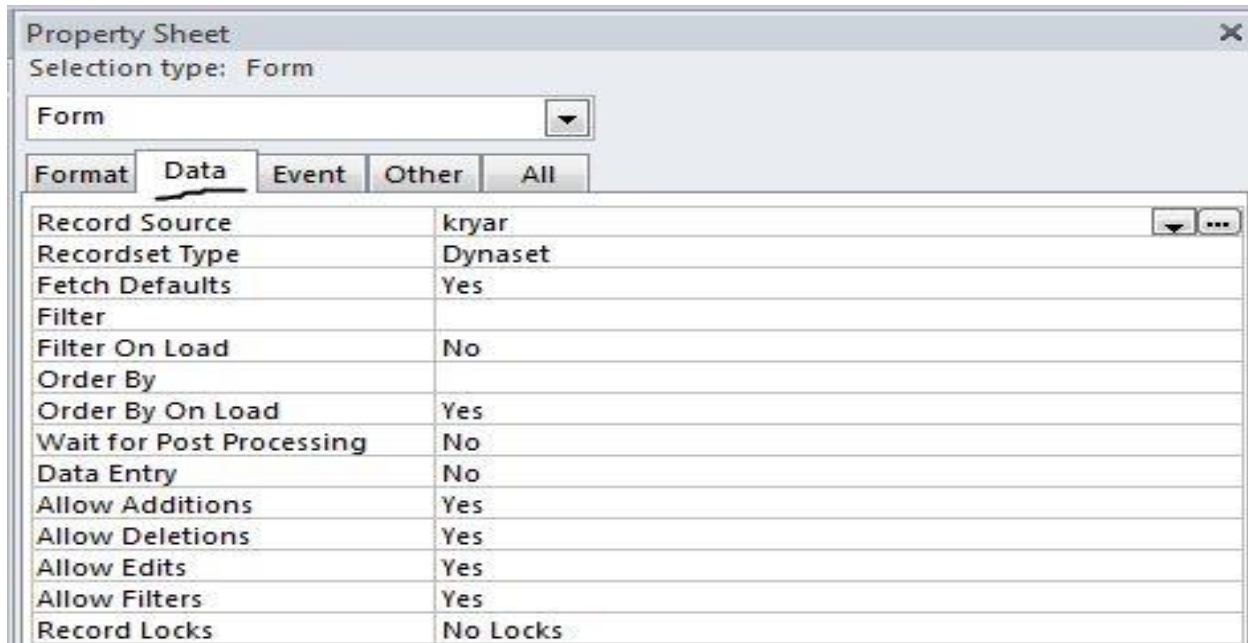 Property Sheet
Selection type: Form
Form
Format Data Event Other All
Record Source kryar
Recordset Type Dynaset
Fetch Defaults Yes
Filter
Filter On Load No
Order By
Order By On Load Yes
Wait for Post Processing No
Data Entry No
Allow Additions Yes
Allow Deletions Yes
Allow Edits Yes
Allow Filters Yes
Record Locks No Locks